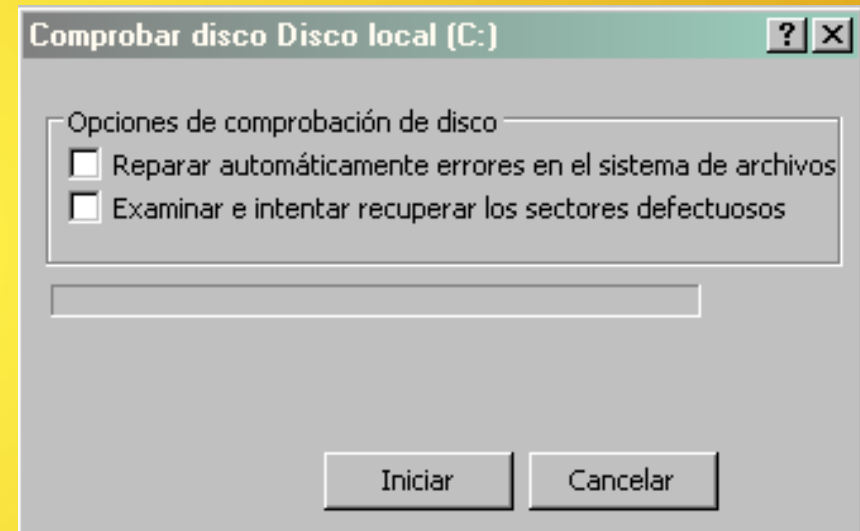 Comprobar disco Disco local (C:)
Opciones de comprobación de disco
Reparar automáticamente errores en el sistema de archivos
Examinar e intentar recuperar los sectores defectuosos
Iniciar Cancelar